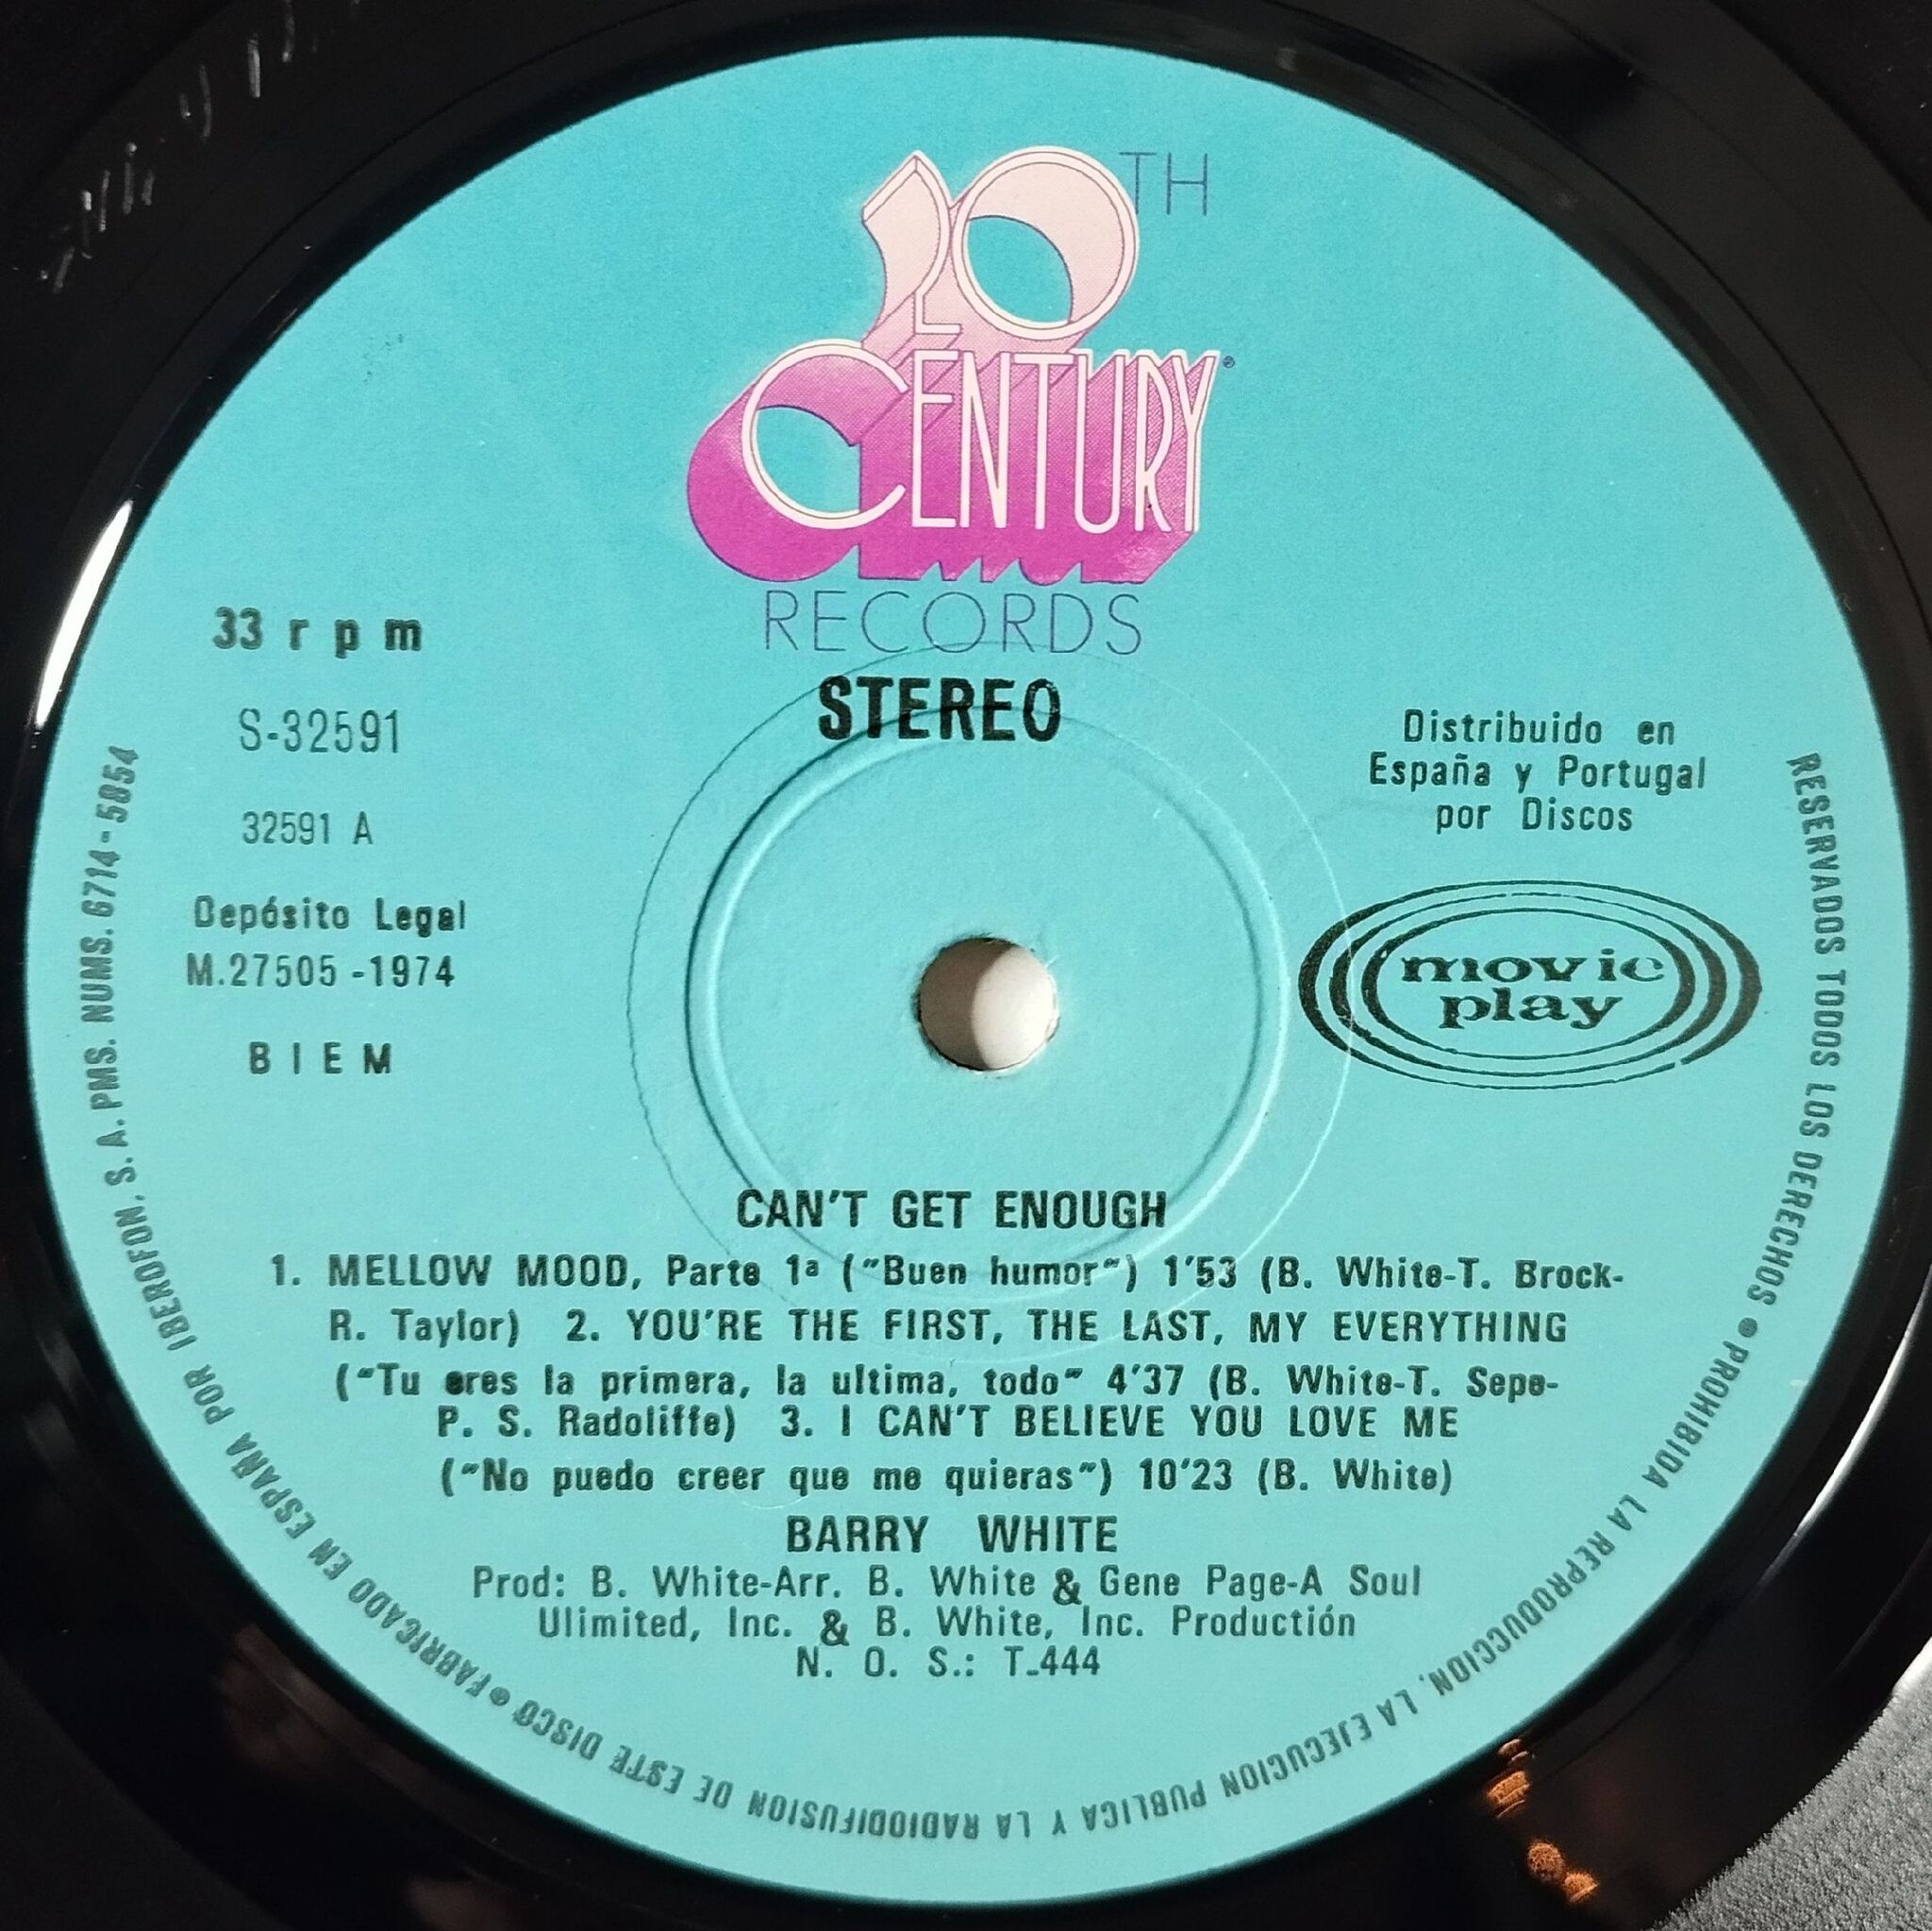 20TH
CENTURY
RECORDS
STEREO
33 rpm
S-32591
32591 A
Depósito Legal
M.27505-1974
BIEM
Distribuido en
España y Portugal
por Discos
movie
play
CAN'T GET ENOUGH
1. MELLOW MOOD, Parte 1ª ("Buen humor") 1'53 (B. White-T. Brock-
R. Taylor) 2. YOU'RE THE FIRST, THE LAST, MY EVERYTHING
("Tu eres la primera, la ultima, todo" 4'37 (B. White-T. Sepe-
P. S. Radoliffe) 3. I CAN'T BELIEVE YOU LOVE ME
("No puedo creer que me quieras") 10'23 (B. White)
BARRY WHITE
Prod: B. White-Arr. B. White & Gene Page-A Soul
Ulimited, Inc. & B. White, Inc. Productión
N. O. S.: T-444
RESERVADOS TODOS LOS DERECHOS • PROHIBIDA LA REPRODUCCION, LA EJECUCION PUBLICA Y LA RADIODIFUSION DE ESTE DISCO • FABRICADO EN ESPAÑA POR IBEROFON, S. A. PMS. NUMS. 6714-5854